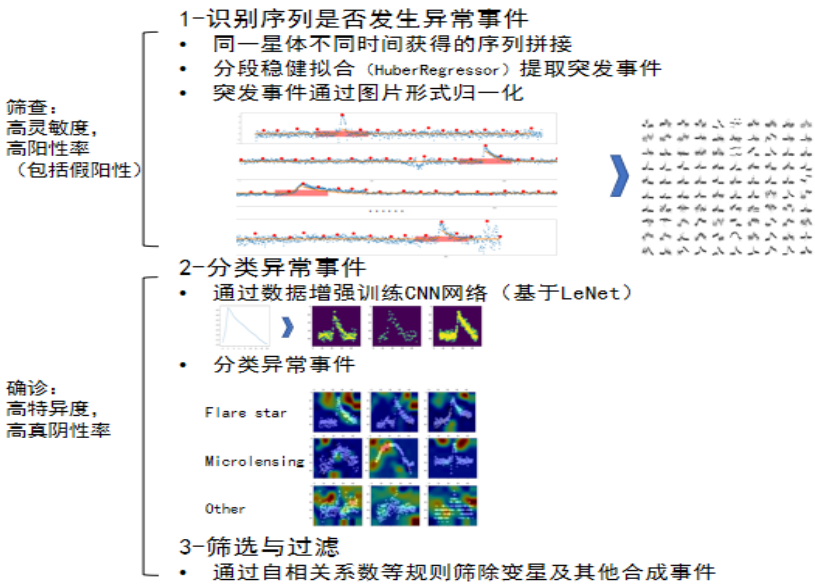 1-识别序列是否发生异常事件
• 同一星体不同时间获得的序列拼接
• 分段稳健拟合（HuberRegressor）提取突发事件
• 突发事件通过图片形式归一化
筛查：
高灵敏度，
高阳性率
（包括假阳性）
......
2-分类异常事件
• 通过数据增强训练CNN网络（基于LeNet）
• 分类异常事件
确诊：
高特异度，
高真阴性率
Flare star
Microlensing
Other
3-筛选与过滤
• 通过自相关系数等规则筛除变星及其他合成事件